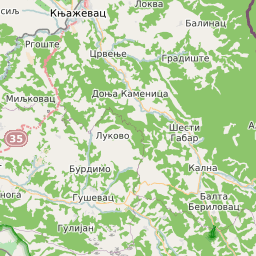 Локва
Књажевац
Балинац
Ргоште
Црвење
Градиште
Миљковац
Доња Каменица
35
Луково
Шести
Габар
Бурдимо
Кална
Гушевац
Балта
Бериловац
Гулијан